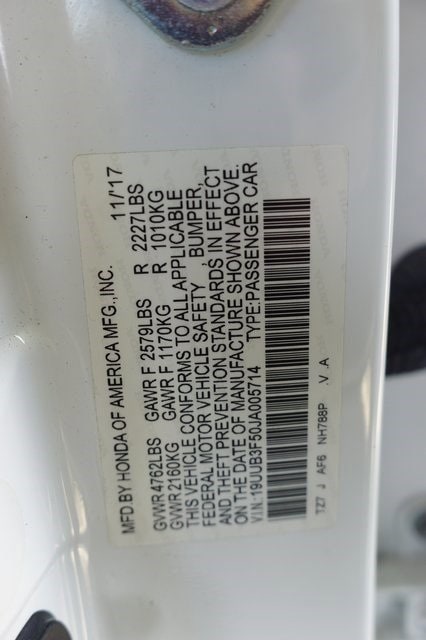 MFD.BY HONDA OF AMERICA MFG.,INC. 11/17
GVWR 4762LBS GAWR F 2579LBS R 2227LBS
GVWR 2160KG GAWR F 1170KG R 1010KG
THIS VEHICLE CONFORMS TO ALL APPLICABLE
FEDERAL MOTOR VEHICLE SAFETY , BUMPER,
AND THEFT PREVENTION STANDARDS IN EFFECT
ON THE DATE OF MANUFACTURE SHOWN ABOVE.
V.I.N.:19UUB3F50JA005714 TYPE:PASSENGER CAR
TZ7 J AF6 NH788P .V .A